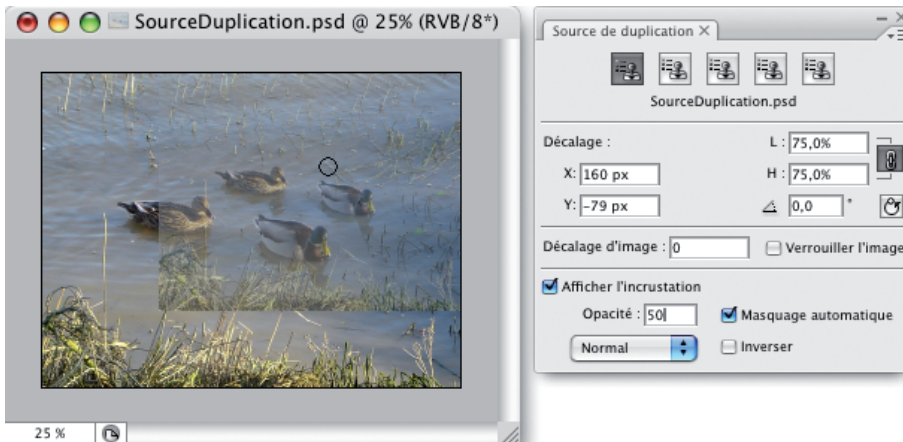 SourceDuplication.psd @ 25% (RVB/8*)
25 %
Source de duplication
SourceDuplication.psd
Décalage :
L : 75,0%
X: 160 px
H : 75,0%
Y: -79 px
0,0 °
Décalage d'image : 0
Verrouiller l'image
Afficher l'incrustation
Opacité : 50
Masquage automatique
Normal
Inverser